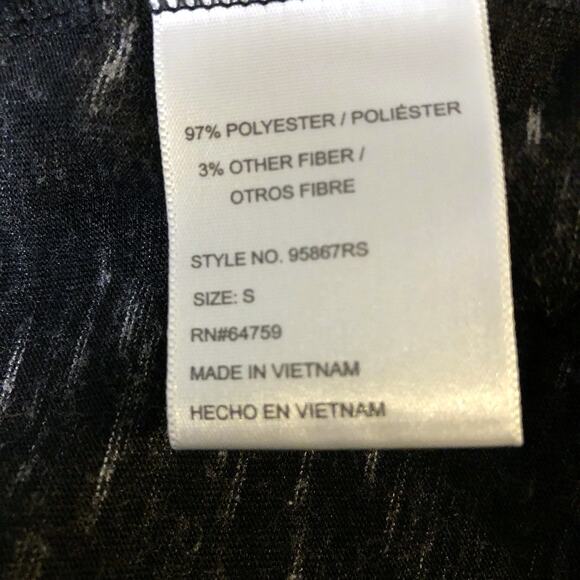 97% POLYESTER / POLIÉSTER
3% OTHER FIBER /
OTROS FIBRE
STYLE NO. 95867RS
SIZE: S
RN#64759
MADE IN VIETNAM
HECHO EN VIETNAM